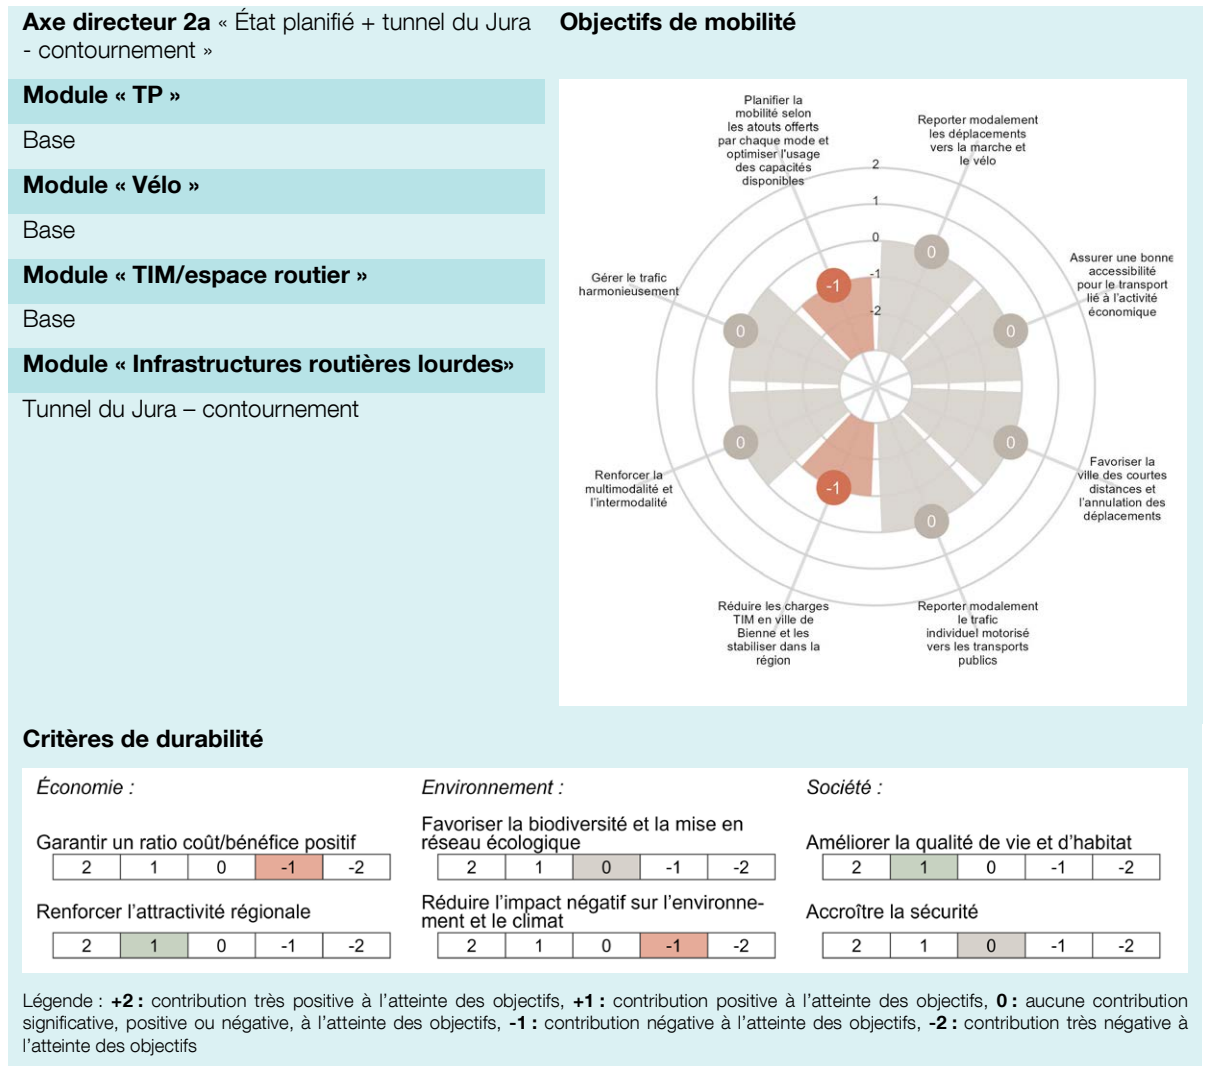 Axe directeur 2a « État planifié + tunnel du Jura
- contournement »
Module « TP »
Base
Module « Vélo »
Base
Module « TIM/espace routier »
Base
Module « Infrastructures routières lourdes»
Tunnel du Jura – contournement
Objectifs de mobilité
Planifier la
mobilité selon
les atouts offerts
par chaque mode et
optimiser l'usage
des capacités
disponibles
Reporter modalement
les déplacements
vers la marche et
le vélo
Assurer une bonne
accessibilité
pour le transport
lié à l'activité
économique
Favoriser la
ville des courtes
distances et
l'annulation des
déplacements
Reporter modalement
le trafic
individuel motorisé
vers les transports
publics
Réduire les charges
TIM en ville de
Bienne et les
stabiliser dans la
région
Renforcer la
multimodalité et
l'intermodalité
Gérer le trafic
harmonieusement
2
1
0
-1
-2
-1
0
0
0
0
-1
0
0
Critères de durabilité
Économie :
Garantir un ratio coût/bénéfice positif
2 1 0 -1 -2
Renforcer l'attractivité régionale
2 1 0 -1 -2
Environnement :
Favoriser la biodiversité et la mise en
réseau écologique
2 1 0 -1 -2
Réduire l'impact négatif sur l'environne-
ment et le climat
2 1 0 -1 -2
Société :
Améliorer la qualité de vie et d'habitat
2 1 0 -1 -2
Accroître la sécurité
2 1 0 -1 -2
Légende : +2 : contribution très positive à l'atteinte des objectifs, +1 : contribution positive à l'atteinte des objectifs, 0 : aucune contribution
significative, positive ou négative, à l'atteinte des objectifs, -1 : contribution négative à l'atteinte des objectifs, -2 : contribution très négative à
l'atteinte des objectifs